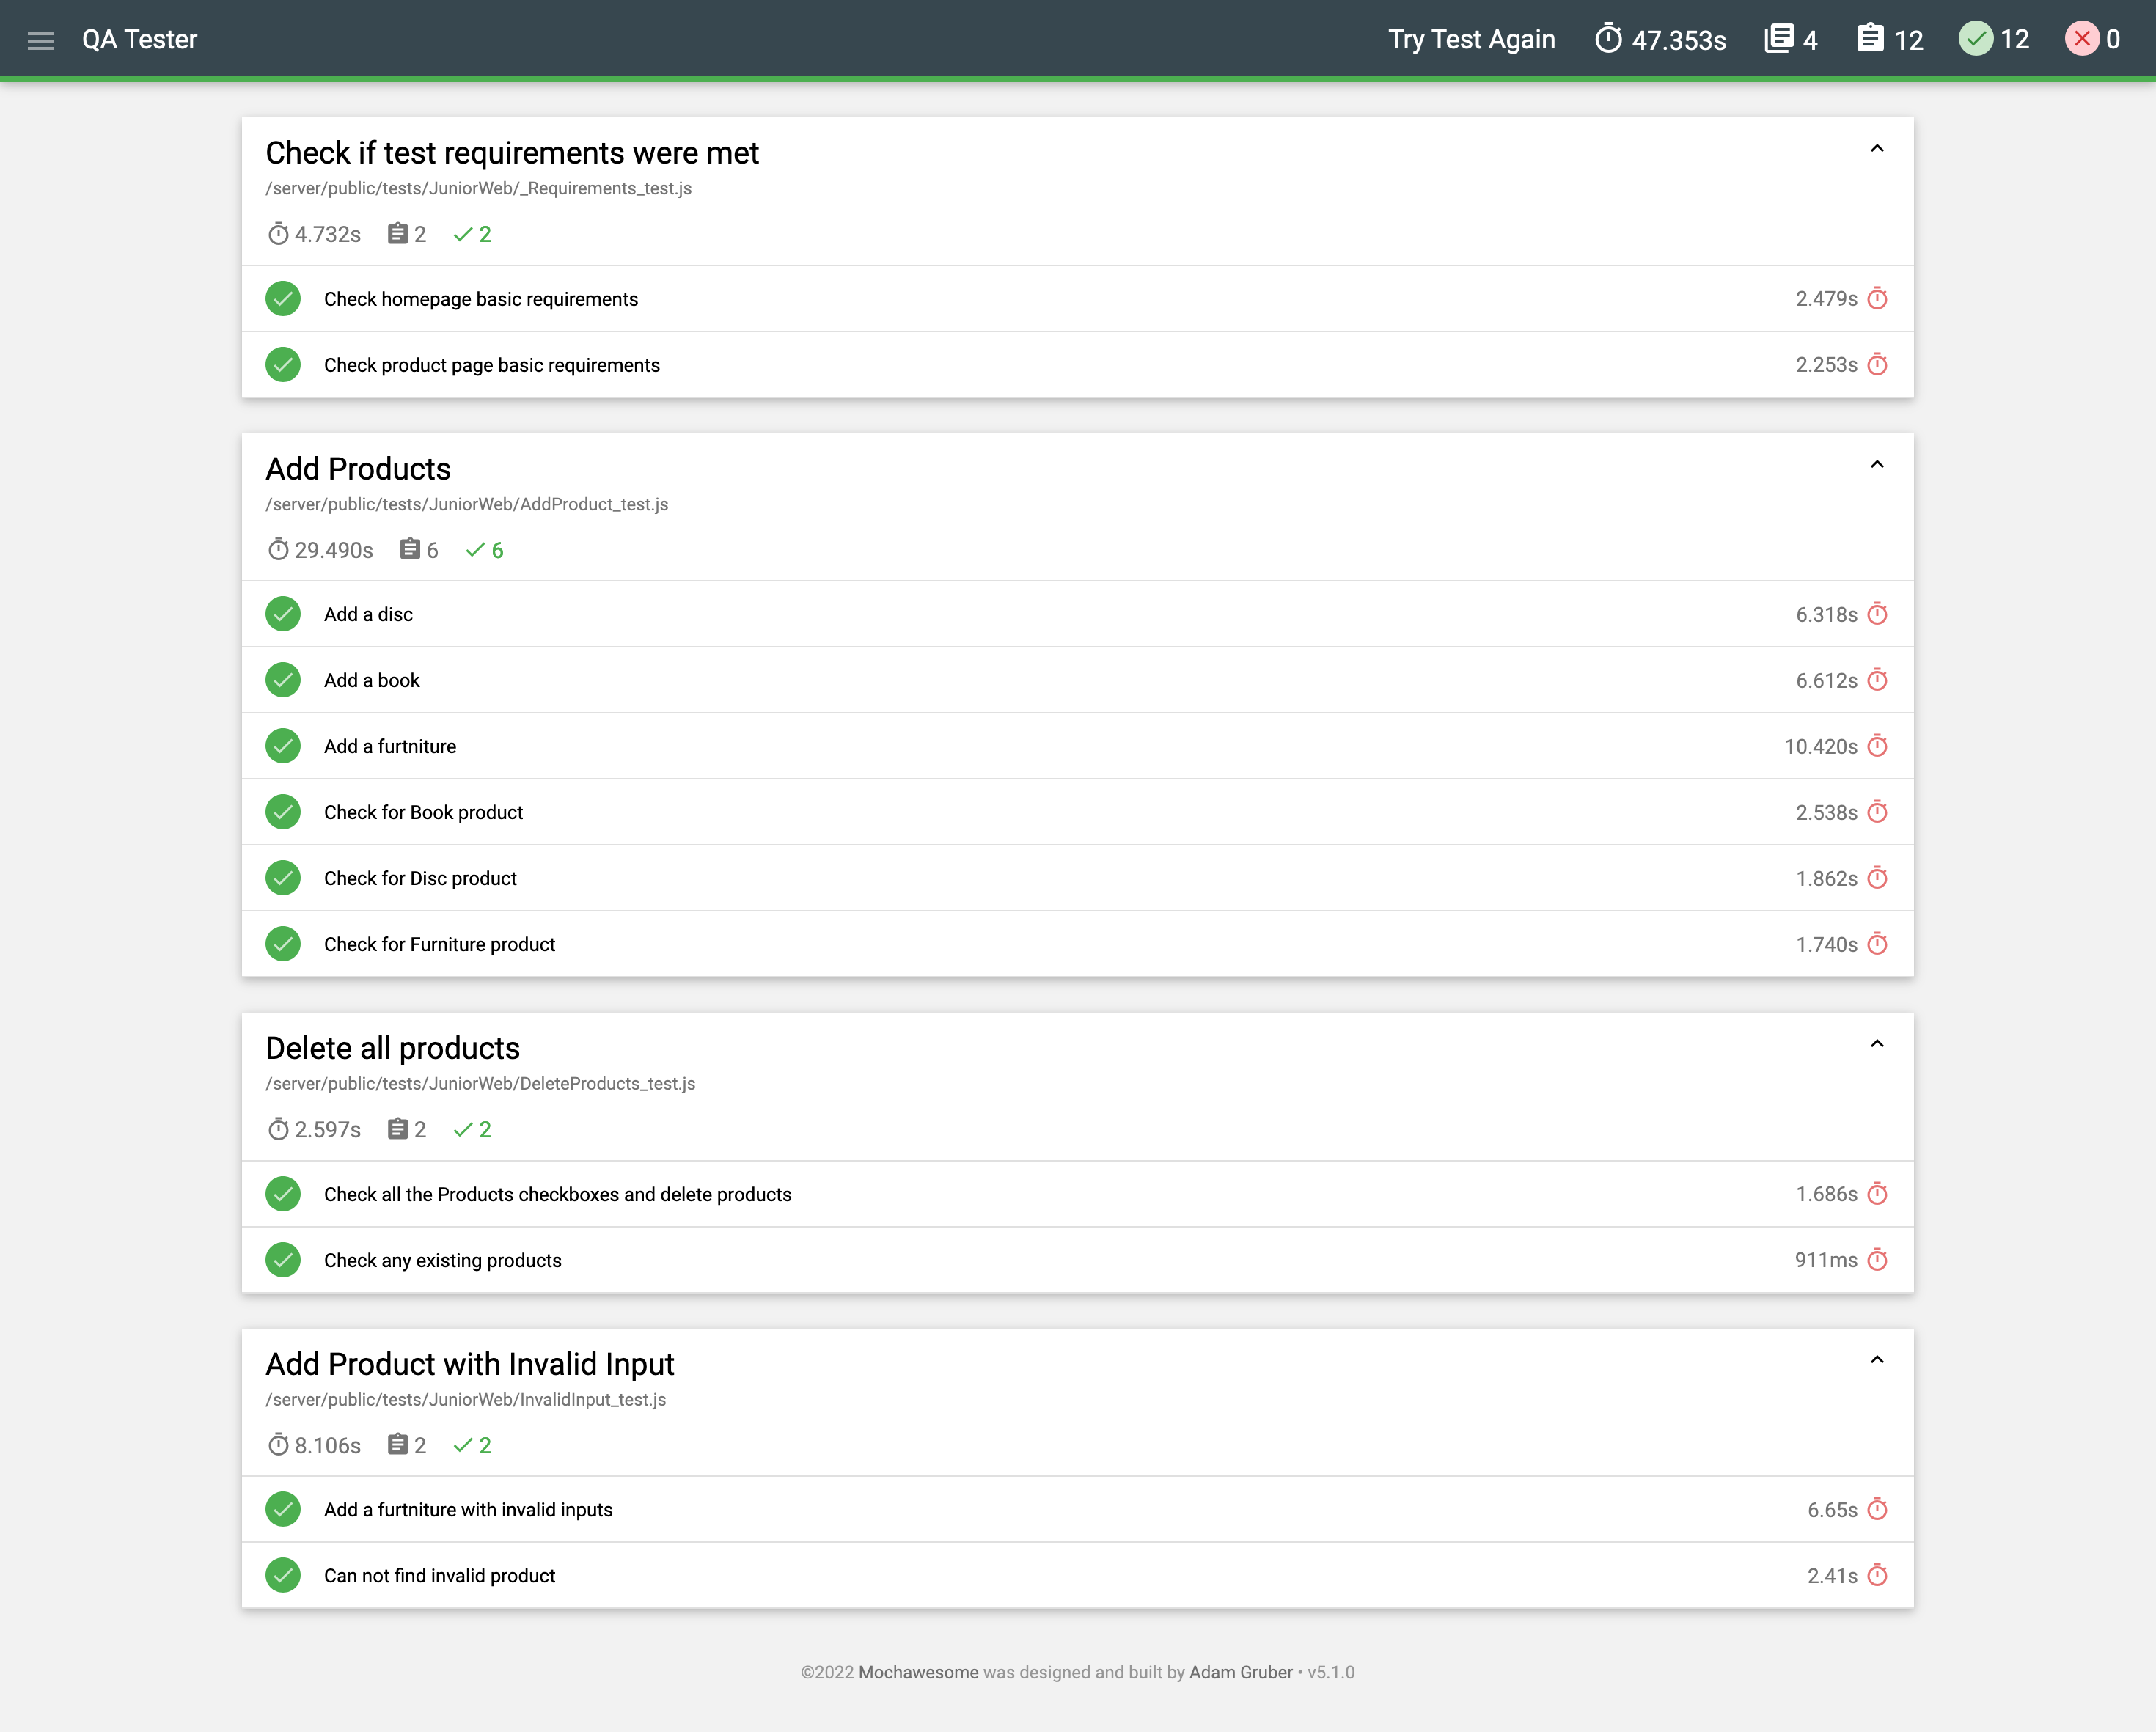 QA Tester
Try Test Again 47.353s 4 12 12 0
Check if test requirements were met
/server/public/tests/JuniorWeb/_Requirements_test.js
4.732s 2 2
Check homepage basic requirements 2.479s
Check product page basic requirements 2.253s
Add Products
/server/public/tests/JuniorWeb/AddProduct_test.js
29.490s 6 6
Add a disc 6.318s
Add a book 6.612s
Add a furtniture 10.420s
Check for Book product 2.538s
Check for Disc product 1.862s
Check for Furniture product 1.740s
Delete all products
/server/public/tests/JuniorWeb/DeleteProducts_test.js
2.597s 2 2
Check all the Products checkboxes and delete products 1.686s
Check any existing products 911ms
Add Product with Invalid Input
/server/public/tests/JuniorWeb/InvalidInput_test.js
8.106s 2 2
Add a furtniture with invalid inputs 6.65s
Can not find invalid product 2.41s
©2022 Mochawesome was designed and built by Adam Gruber • v5.1.0